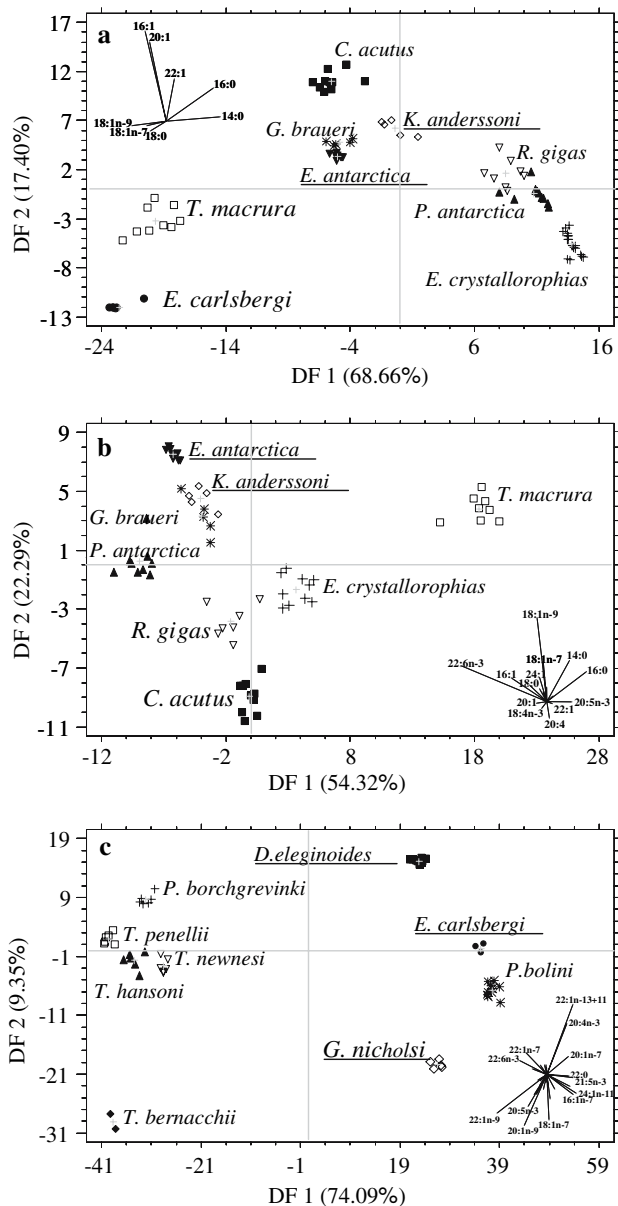 a
17
12
7
2
-3
-8
-13
DF 2 (17.40%)
16:1
20:1
22:1
16:0
14:0
18:1n-9
18:1n-7
18:0
C. acutus
G. braueri
K. anderssoni
E. antarctica
R. gigas
P. antarctica
T. macrura
E. crystallorophias
E. carlsbergi
-24
-14
-4
6
16
DF 1 (68.66%)
b
9
5
1
-3
-7
-11
DF 2 (22.29%)
E. antarctica
K. anderssoni
T. macrura
G. braueri
P. antarctica
E. crystallorophias
R. gigas
C. acutus
18:1n-9
22:6n-3
18:1n-7
14:0
24:1
16:0
16:1
18:0
20:1
22:1
20:5n-3
18:4n-3
20:4
-12
-2
8
18
28
DF 1 (54.32%)
c
19
9
-1
-11
-21
-31
DF 2 (9.35%)
D.eleginoides
P. borchgrevinki
T. penellii
E. carlsbergi
T. newnesi
P.bolini
T. hansoni
G. nicholsi
22:1n-13+11
20:4n-3
22:1n-7
22:6n-3
20:1n-7
22:0
21:5n-3
24:1n-11
16:1n-7
20:5n-3
22:1n-9
18:1n-7
20:1n-9
T. bernacchii
-41
-21
-1
19
39
59
DF 1 (74.09%)